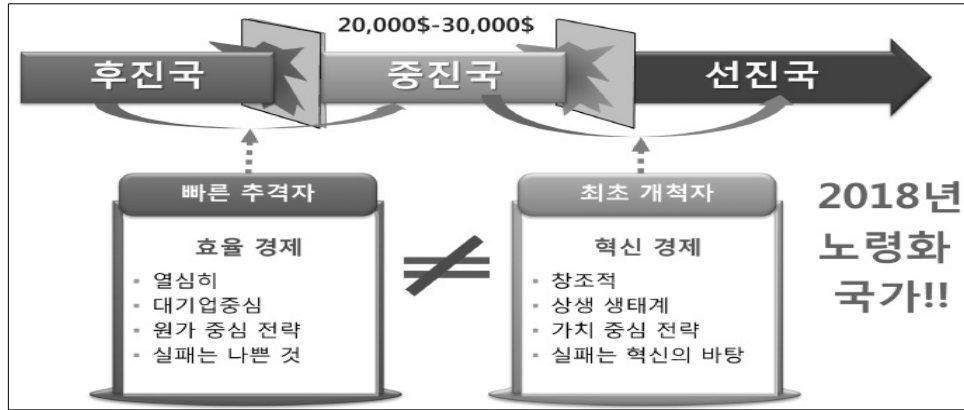 20,000$-30,000$
후진국
중진국
선진국
빠른 추격자
효율 경제
▪ 열심히
▪ 대기업중심
▪ 원가 중심 전략
▪ 실패는 나쁜 것
≠
최초 개척자
혁신 경제
▪ 창조적
▪ 상생 생태계
▪ 가치 중심 전략
▪ 실패는 혁신의 바탕
2018년
노령화
국가!!